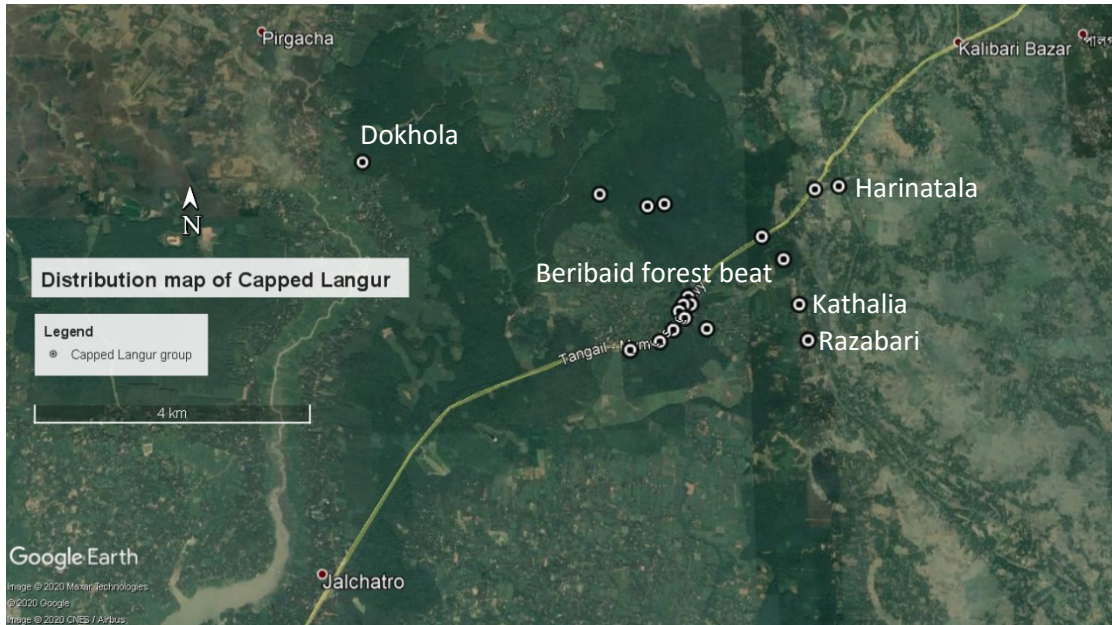 Pirgacha
Kalibari Bazar
Dokhola
Harinatala
N
Distribution map of Capped Langur
Beribaid forest beat
Legend
Capped Langur group
Kathalia
Razabari
Tangail
4 km
Google Earth
Jalchatro
Image © 2020 Maxar Technologies
© 2020 Google
Image © 2020 CNES / Airbus